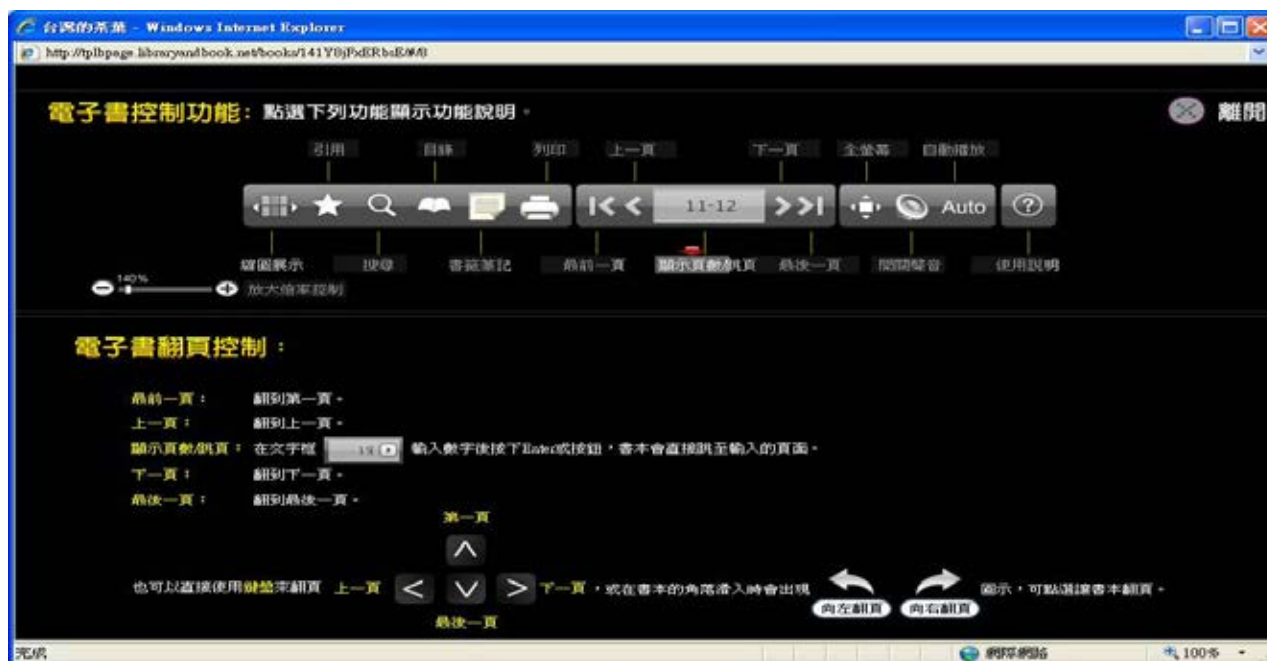 台灣的茶葉 - Windows Internet Explorer
電子書控制功能：點選下列功能顯示功能說明。
離開
引用 目錄 列印 上一頁 下一頁 全螢幕 自動播放
11-12 Auto
縮圖展示 搜尋 書籤筆記 最前一頁 顯示頁數/跳頁 最後一頁 開關聲音 使用說明
140%
放大倍率控制
電子書翻頁控制：
最前一頁： 翻到第一頁。
上一頁： 翻到上一頁。
顯示頁數/跳頁： 在文字框 輸入數字後按下Enter或按鈕，書本會直接跳至輸入的頁面。
下一頁： 翻到下一頁。
最後一頁： 翻到最後一頁。
第一頁
也可以直接使用鍵盤來翻頁 上一頁 下一頁，或在書本的角落滑入時會出現 圖示，可點選讓書本翻頁。
向左翻頁 向右翻頁
最後一頁
完成 網際網路 100%